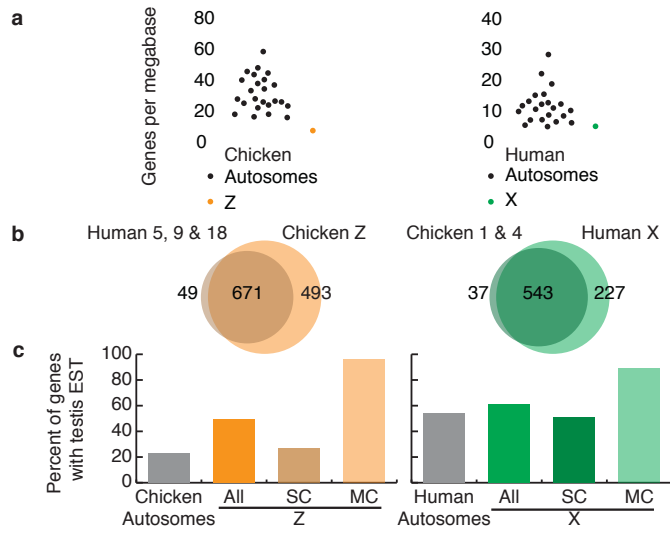 a
Genes per megabase
80
60
40
20
0
Chicken
Autosomes
Z
40
30
20
10
0
Human
Autosomes
X
b
Human 5, 9 & 18
Chicken Z
49
671
493
Chicken 1 & 4
Human X
37
543
227
c
Percent of genes
with testis EST
100
80
60
40
20
0
Chicken
Autosomes
All
SC
MC
Z
Human
Autosomes
All
SC
MC
X